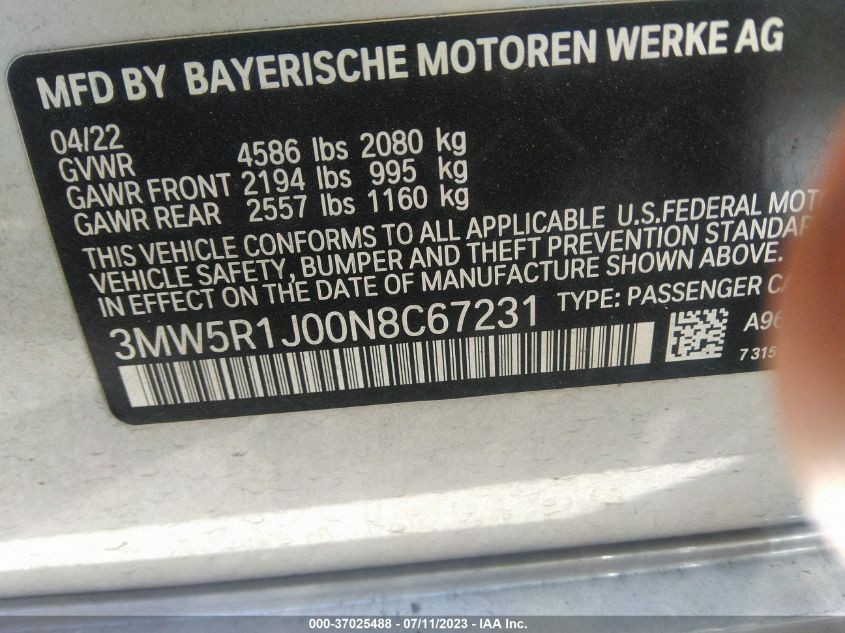 MFD BY BAYERISCHE MOTOREN WERKE AG
04/22
GVWR 4586 lbs 2080 kg
GAWR FRONT 2194 lbs 995 kg
GAWR REAR 2557 lbs 1160 kg
THIS VEHICLE CONFORMS TO ALL APPLICABLE U.S.FEDERAL MOT
VEHICLE SAFETY, BUMPER AND THEFT PREVENTION STANDAR
IN EFFECT ON THE DATE OF MANUFACTURE SHOWN ABOVE.
3MW5R1J00N8C67231 TYPE: PASSENGER CA
A96
7 315
000-37025488 - 07/11/2023 - IAA Inc.